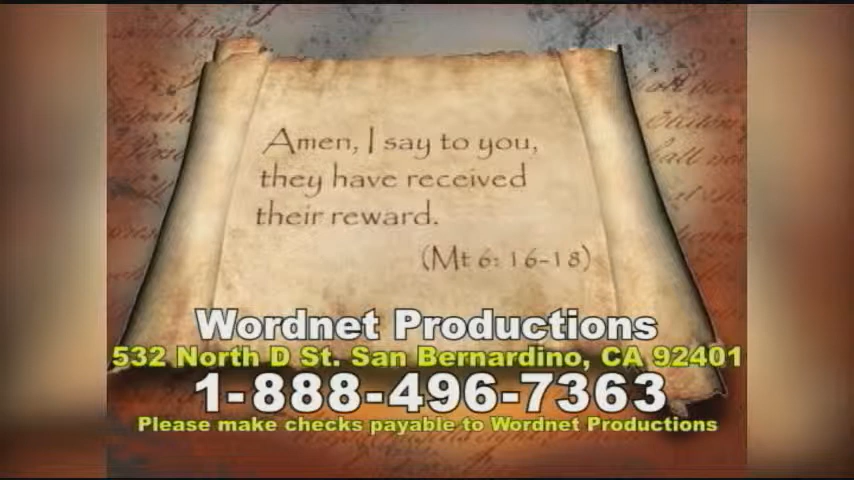 Amen, I say to you,
they have received
their reward.
(Mt 6: 16-18)
Wordnet Productions
532 North D St. San Bernardino, CA 92401
1-888-496-7363
Please make checks payable to Wordnet Productions